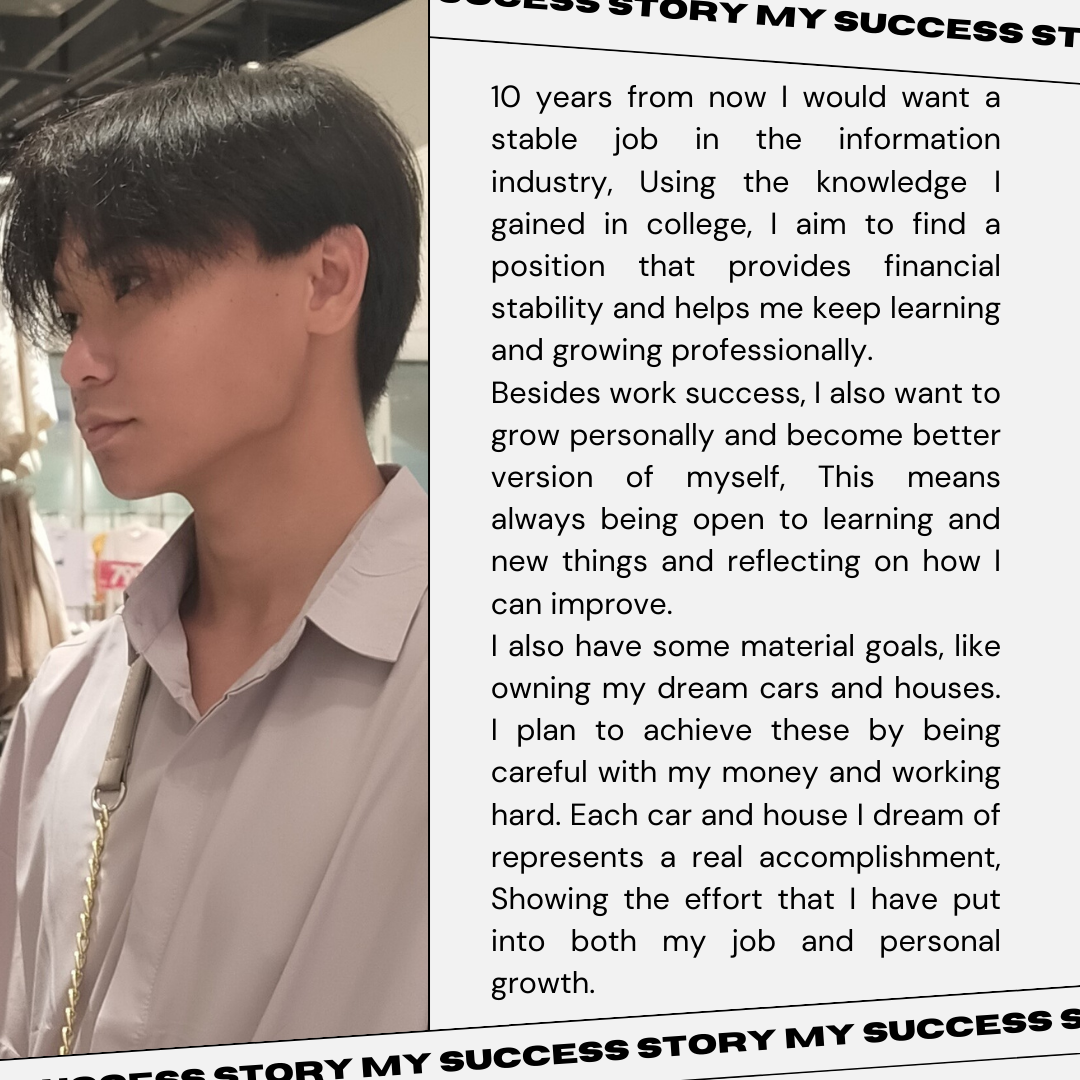 SUCCESS STORY MY SUCCESS ST
10 years from now I would want a
stable job in the information
industry, Using the knowledge I
gained in college, I aim to find a
position that provides financial
stability and helps me keep learning
and growing professionally.
Besides work success, I also want to
grow personally and become better
version of myself, This means
always being open to learning and
new things and reflecting on how I
can improve.
I also have some material goals, like
owning my dream cars and houses.
I plan to achieve these by being
careful with my money and working
hard. Each car and house I dream of
represents a real accomplishment,
Showing the effort that I have put
into both my job and personal
growth.
SUCCESS STORY MY SUCCESS STORY MY SUCCESS S